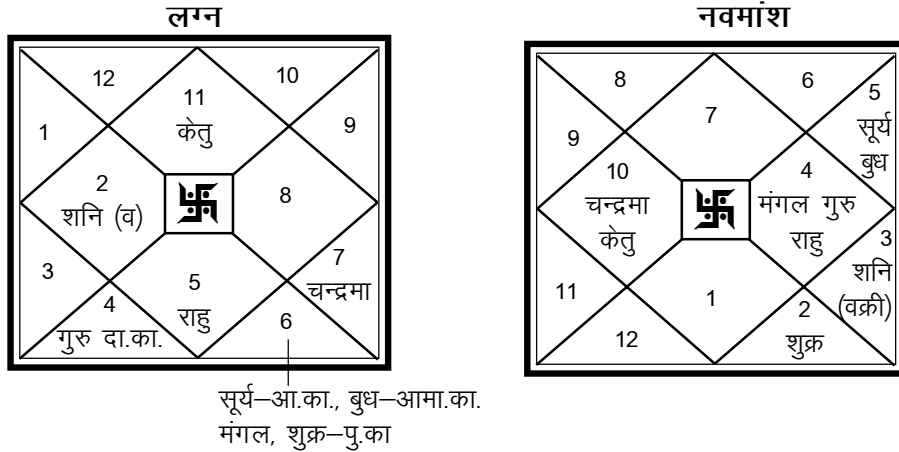 लग्न
12
10
11
केतु
1
9
2
शनि (व)
8
3
7
चन्द्रमा
4
गुरु दा.का.
5
राहु
6
सूर्य–आ.का., बुध–आमा.का.
मंगल, शुक्र–पु.का
नवमांश
8
6
7
5
सूर्य
बुध
9
10
चन्द्रमा
केतु
4
मंगल गुरु
राहु
3
शनि
(वक्री)
11
1
2
शुक्र
12